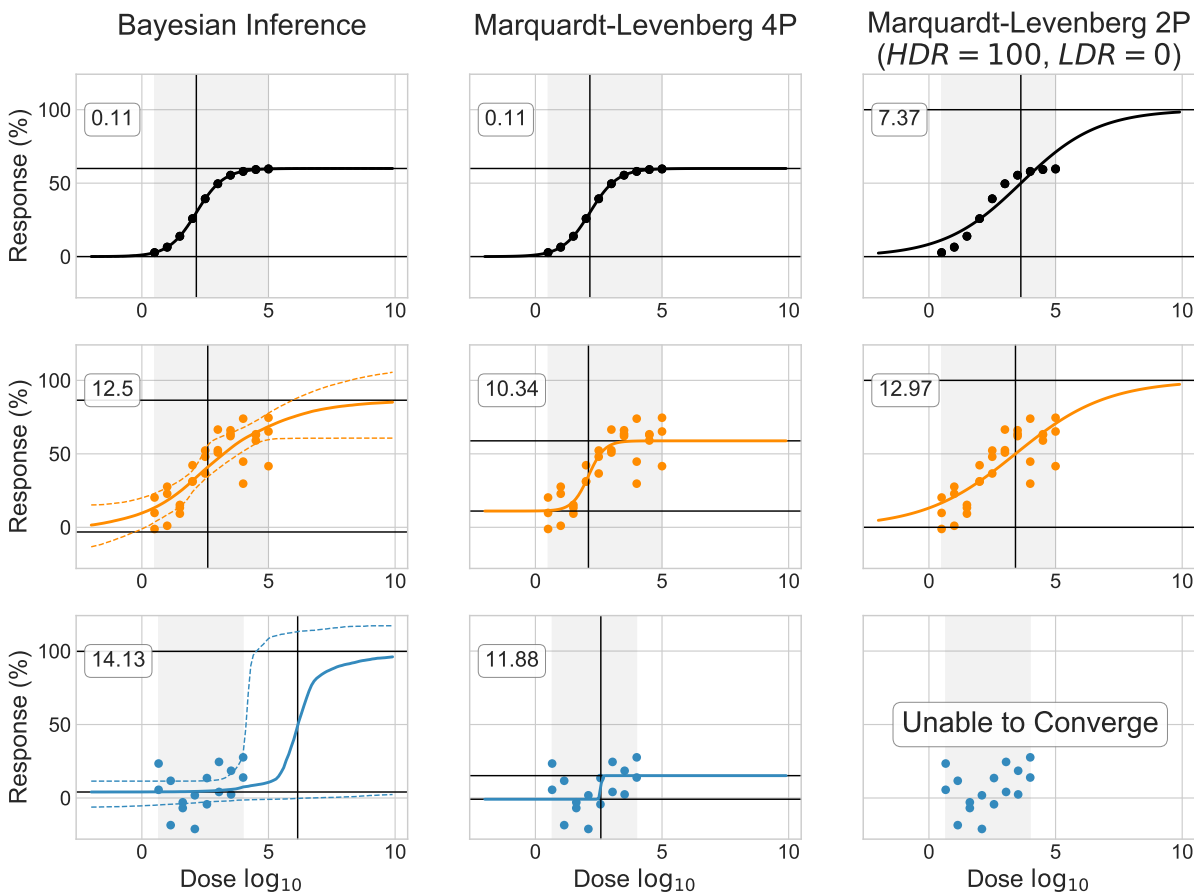 Bayesian Inference
Marquardt-Levenberg 4P
Marquardt-Levenberg 2P
(HDR = 100, LDR = 0)
Response (%)
100
50
0
0.11
0 5 10
0.11
0 5 10
7.37
0 5 10
Response (%)
100
50
0
12.5
0 5 10
10.34
0 5 10
12.97
0 5 10
Response (%)
100
50
0
14.13
0 5 10
Dose log₁₀
11.88
0 5 10
Dose log₁₀
Unable to Converge
0 5 10
Dose log₁₀